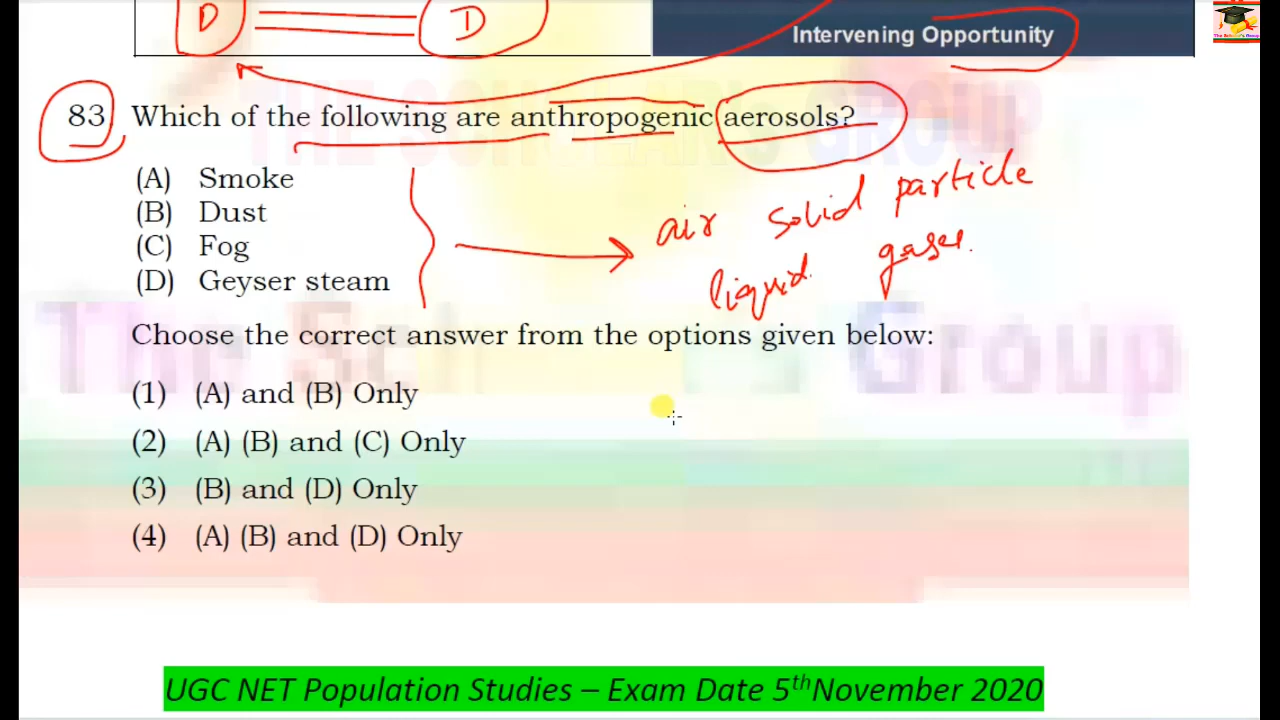 D D
Intervening Opportunity
83 Which of the following are anthropogenic aerosols?
(A) Smoke
(B) Dust
(C) Fog
(D) Geyser steam
air solid particle
liquid gases.
Choose the correct answer from the options given below:
(1) (A) and (B) Only
(2) (A) (B) and (C) Only
(3) (B) and (D) Only
(4) (A) (B) and (D) Only
UGC NET Population Studies – Exam Date 5th November 2020